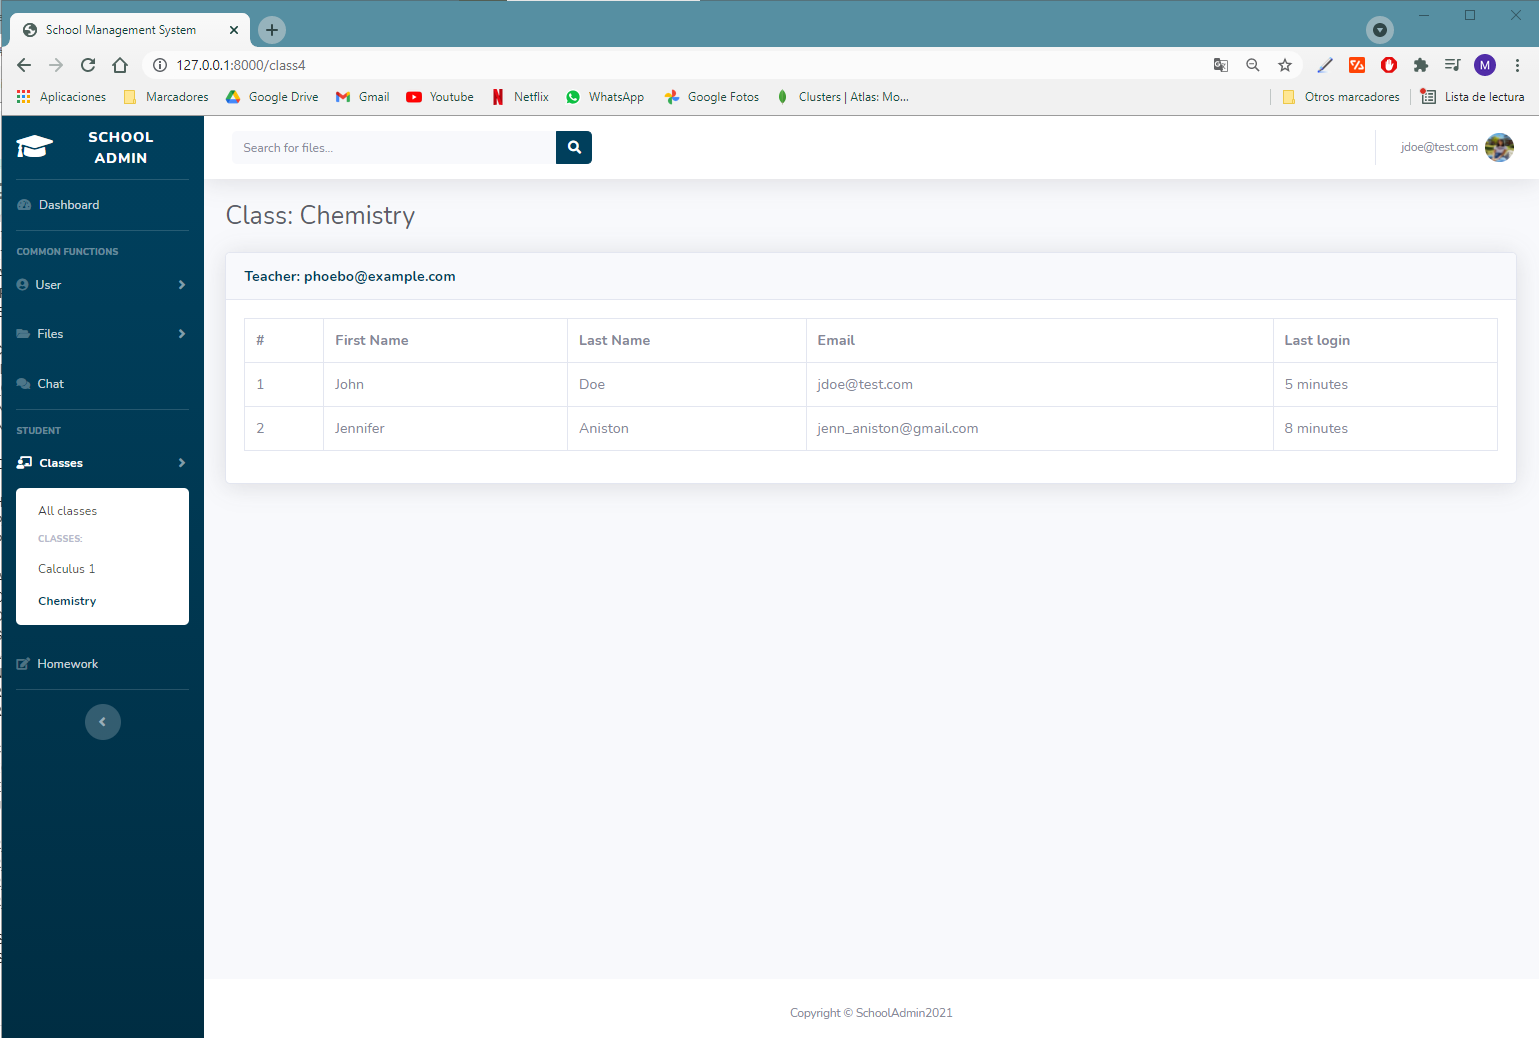 School Management System
127.0.0.1:8000/class4
M
Aplicaciones Marcadores Google Drive Gmail Youtube Netflix WhatsApp Google Fotos Clusters | Atlas: Mo... Otros marcadores Lista de lectura
SCHOOL
ADMIN
Search for files...
jdoe@test.com
Dashboard
COMMON FUNCTIONS
User
Files
Chat
STUDENT
Classes
All classes
CLASSES:
Calculus 1
Chemistry
Homework
Class: Chemistry
Teacher: phoebo@example.com
# First Name Last Name Email Last login
1 John Doe jdoe@test.com 5 minutes
2 Jennifer Aniston jenn_aniston@gmail.com 8 minutes
Copyright © SchoolAdmin2021